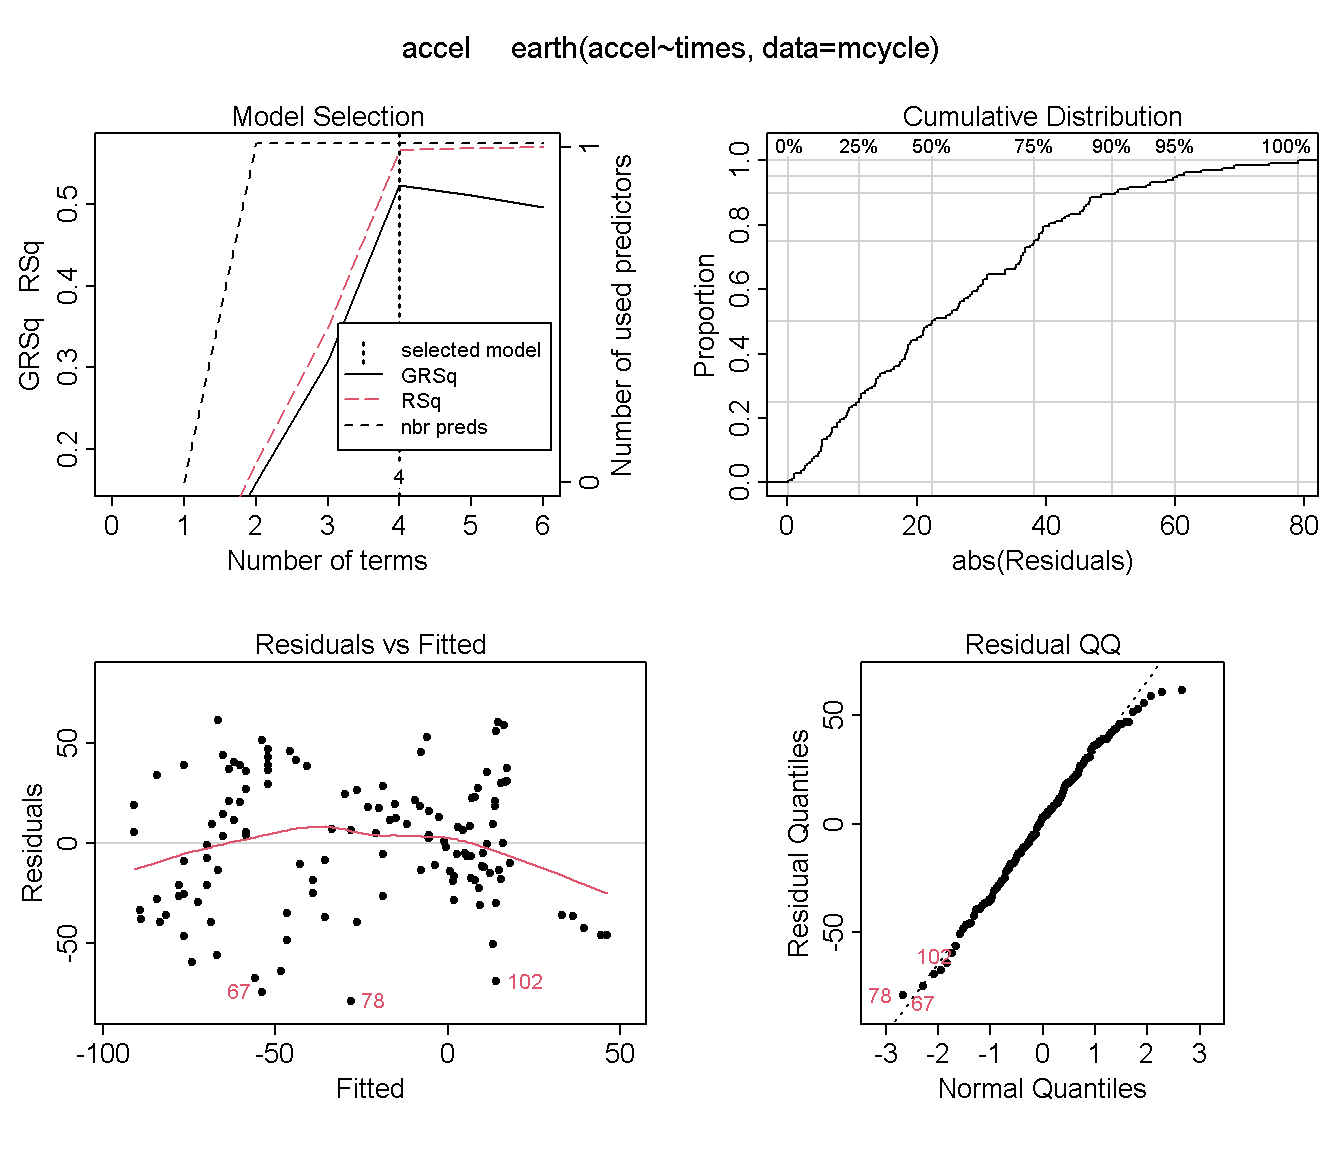 accel earth(accel~times, data=mcycle)
Model Selection
GRSq RSq
0.2 0.3 0.4 0.5
0 1 2 3 4 5 6
Number of terms
0 1
Number of used predictors
selected model
GRSq
RSq
nbr preds
4
Cumulative Distribution
0% 25% 50% 75% 90% 95% 100%
Proportion
0.0 0.2 0.4 0.6 0.8 1.0
0 20 40 60 80
abs(Residuals)
Residuals vs Fitted
Residuals
-50 0 50
67
78
102
-100 -50 0 50
Fitted
Residual QQ
Residual Quantiles
-50 0 50
102
78
67
-3 -2 -1 0 1 2 3
Normal Quantiles